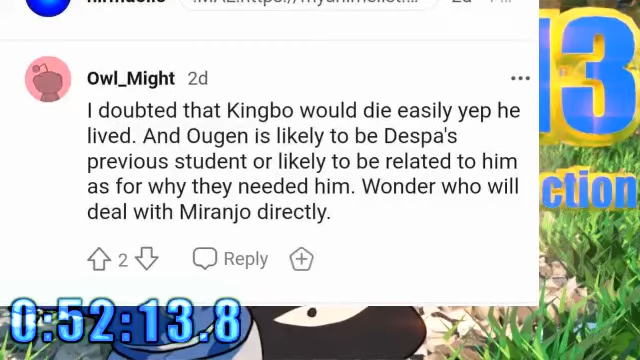 Owl_Might 2d
I doubted that Kingbo would die easily yep he
lived. And Ougen is likely to be Despa's
previous student or likely to be related to him
as for why they needed him. Wonder who will
deal with Miranjo directly.
2 Reply
13
ction
0:52:13.8